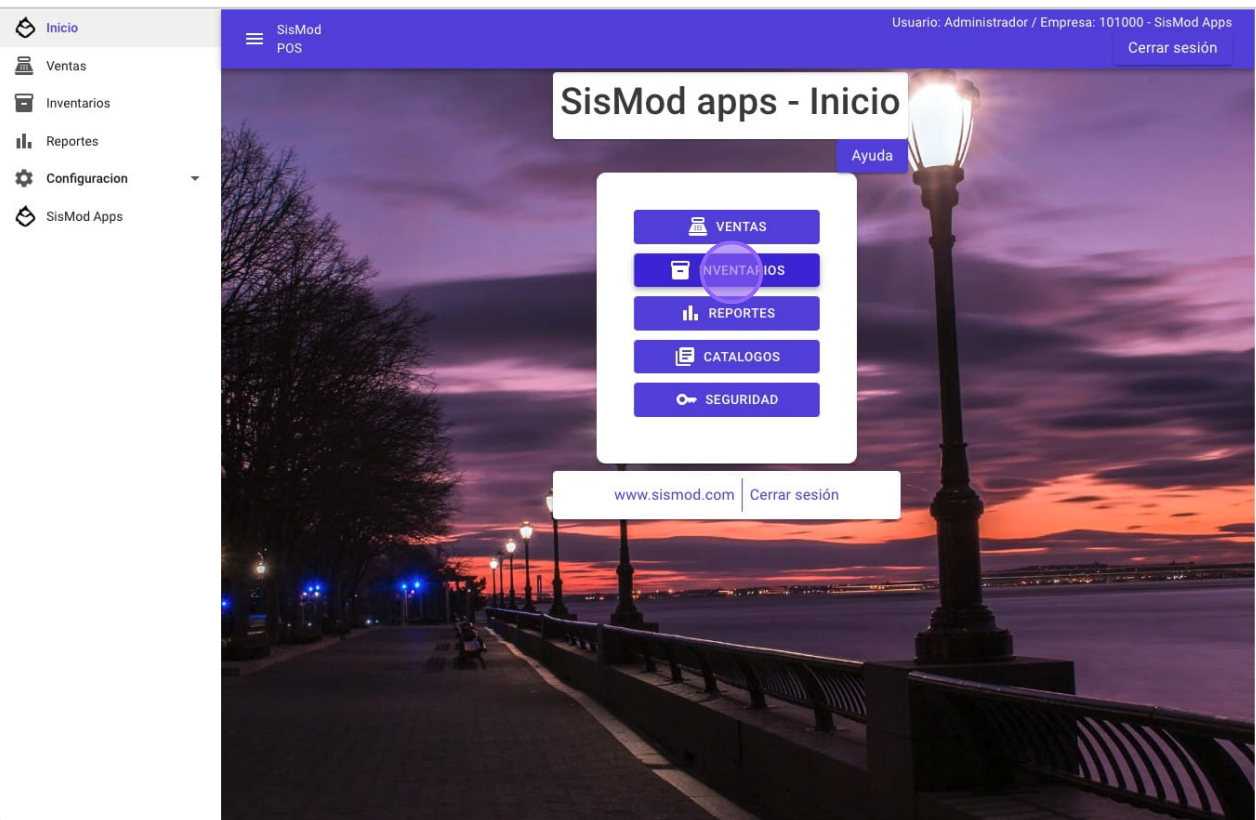 Inicio
Ventas
Inventarios
Reportes
Configuracion
SisMod Apps
SisMod
POS
Usuario: Administrador / Empresa: 101000 - SisMod Apps
Cerrar sesión
SisMod apps - Inicio
Ayuda
VENTAS
INVENTARIOS
REPORTES
CATALOGOS
SEGURIDAD
www.sismod.com Cerrar sesión